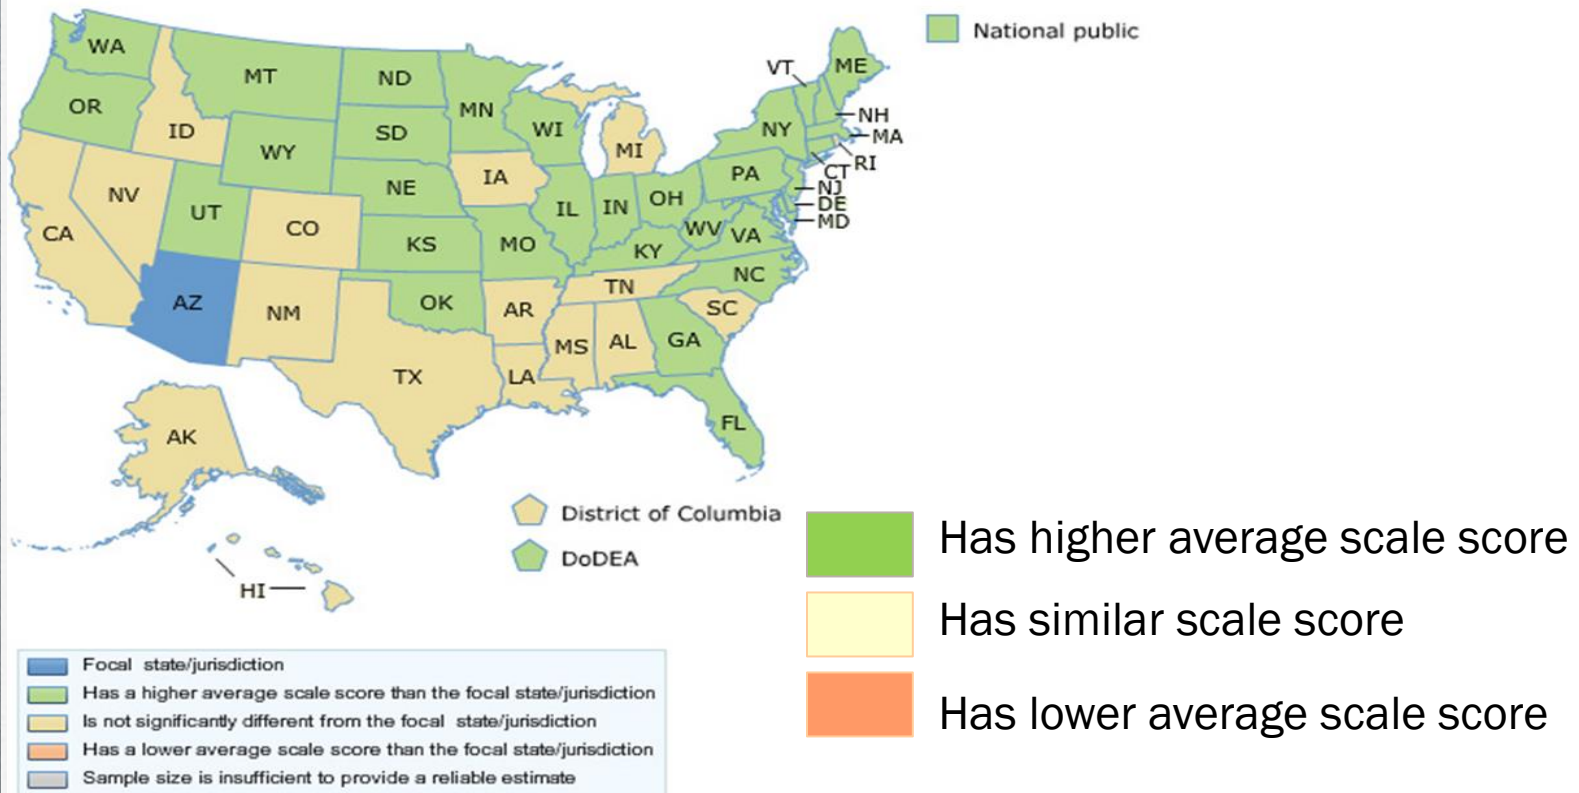 National public
WA
MT
ND
MN
VT
ME
OR
ID
SD
WI
NY
NH
MA
WY
MI
RI
CT
NV
NE
IA
PA
NJ
UT
IL
IN
OH
DE
MD
CA
CO
KS
MO
KY
WV
VA
AZ
NM
OK
AR
TN
NC
SC
TX
LA
MS
AL
GA
FL
AK
HI
District of Columbia
DoDEA
Has higher average scale score
Has similar scale score
Has lower average scale score
Focal state/jurisdiction
Has a higher average scale score than the focal state/jurisdiction
Is not significantly different from the focal state/jurisdiction
Has a lower average scale score than the focal state/jurisdiction
Sample size is insufficient to provide a reliable estimate